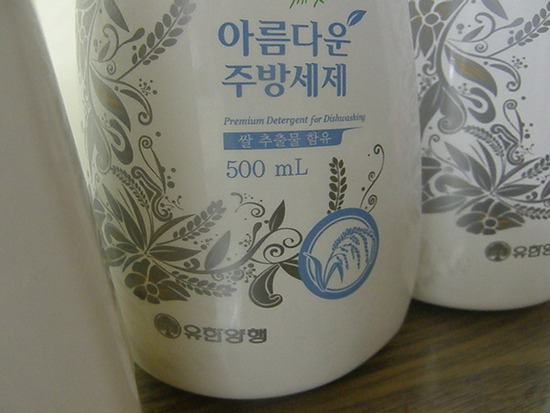 아름다운
주방세제
Premium Detergent for Dishwashing
쌀 추출물 함유
500 mL
유한양행
유한양행